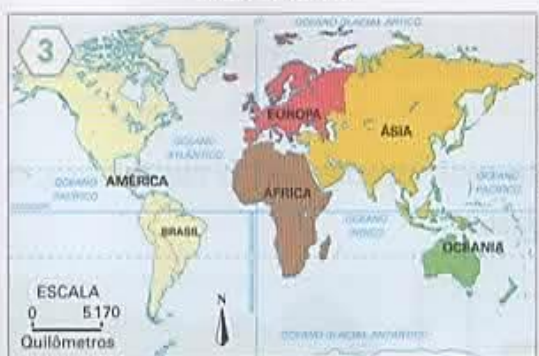 3
OCEANO GLACIAL ÁRTICO
EUROPA
ÁSIA
OCEANO
ATLÂNTICO
OCEANO
PACÍFICO
AMÉRICA
ÁFRICA
OCEANO
PACÍFICO
BRASIL
OCEANO
ÍNDICO
OCEANIA
ESCALA
0 5.170
Quilômetros
N
OCEANO GLACIAL ANTÁRTICO